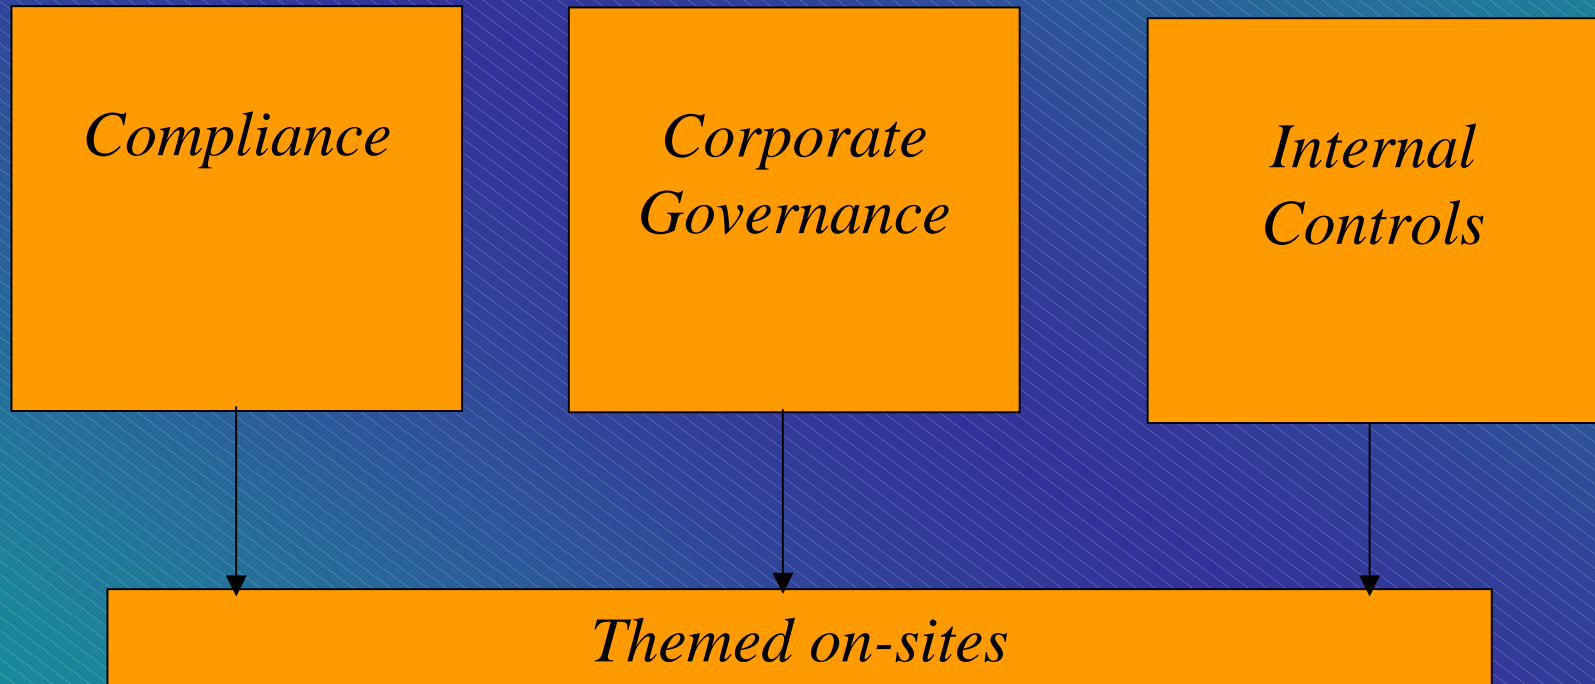 Compliance
Corporate
Governance
Internal
Controls
Themed on-sites